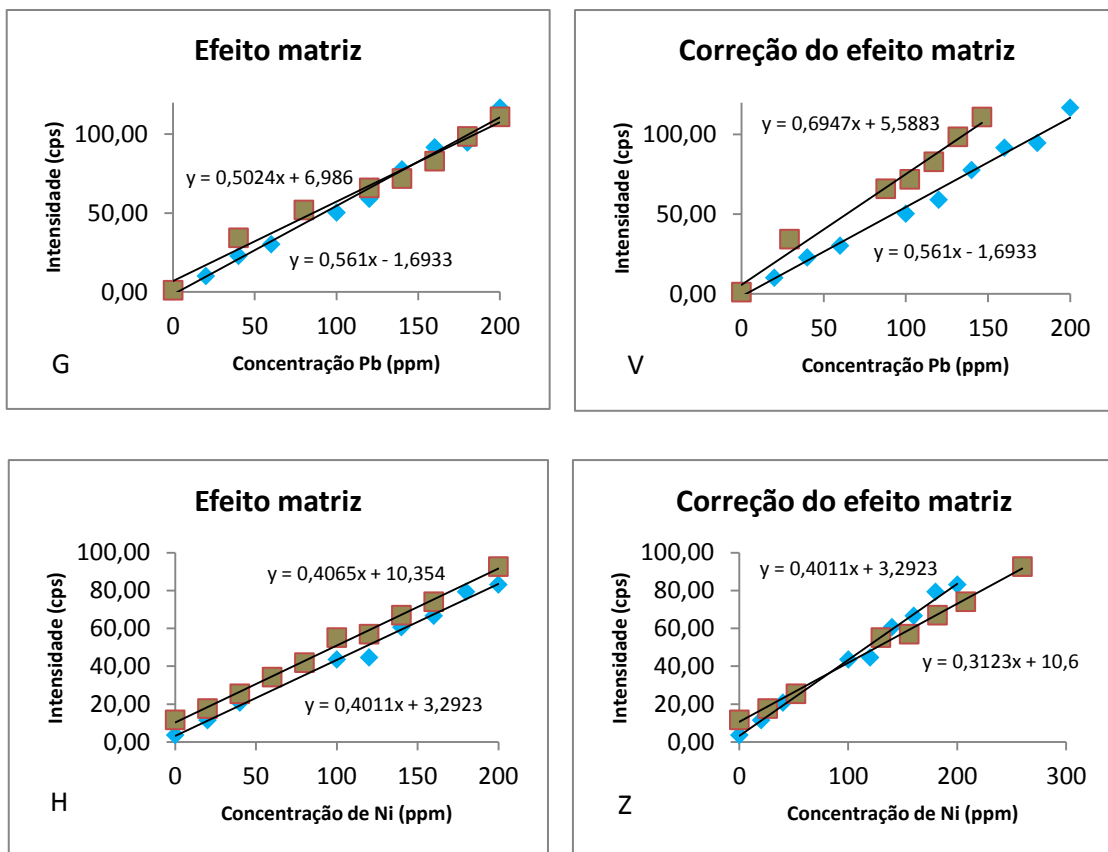 Efeito matriz
Intensidade (cps)
100,00
50,00
0,00
y = 0,5024x + 6,986
y = 0,561x - 1,6933
0 50 100 150 200
Concentração Pb (ppm)
G
Correção do efeito matriz
Intensidade (cps)
100,00
50,00
0,00
y = 0,6947x + 5,5883
y = 0,561x - 1,6933
0 50 100 150 200
Concentração Pb (ppm)
V
Efeito matriz
Intensidade (cps)
100,00
80,00
60,00
40,00
20,00
0,00
y = 0,4065x + 10,354
y = 0,4011x + 3,2923
0 50 100 150 200
Concentração de Ni (ppm)
H
Correção do efeito matriz
Intensidade (cps)
100,00
80,00
60,00
40,00
20,00
0,00
y = 0,4011x + 3,2923
y = 0,3123x + 10,6
0 100 200 300
Concentração de Ni (ppm)
Z